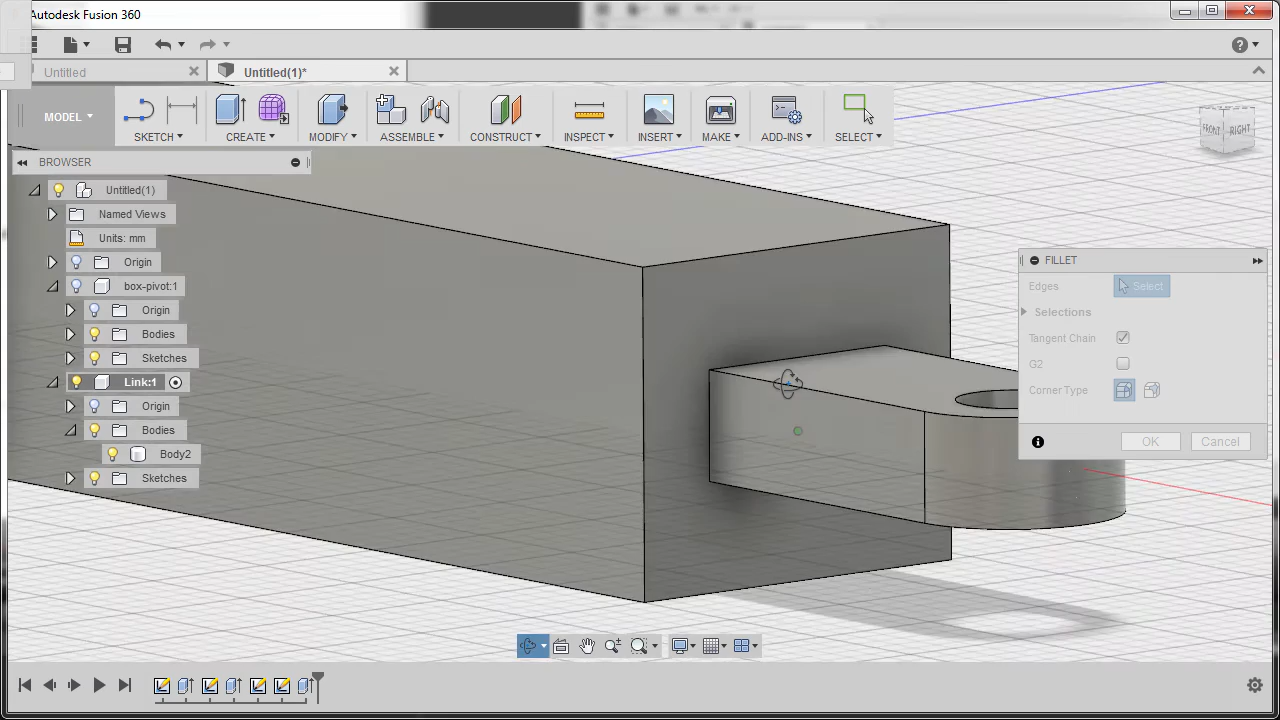 Autodesk Fusion 360
Untitled
Untitled(1)*
MODEL
SKETCH
CREATE
MODIFY
ASSEMBLE
CONSTRUCT
INSPECT
INSERT
MAKE
ADD-INS
SELECT
FRONT
RIGHT
BROWSER
Untitled(1)
Named Views
Units: mm
Origin
box-pivot:1
Origin
Bodies
Sketches
Link:1
Origin
Bodies
Body2
Sketches
FILLET
Edges
Select
Selections
Tangent Chain
G2
Corner Type
OK
Cancel